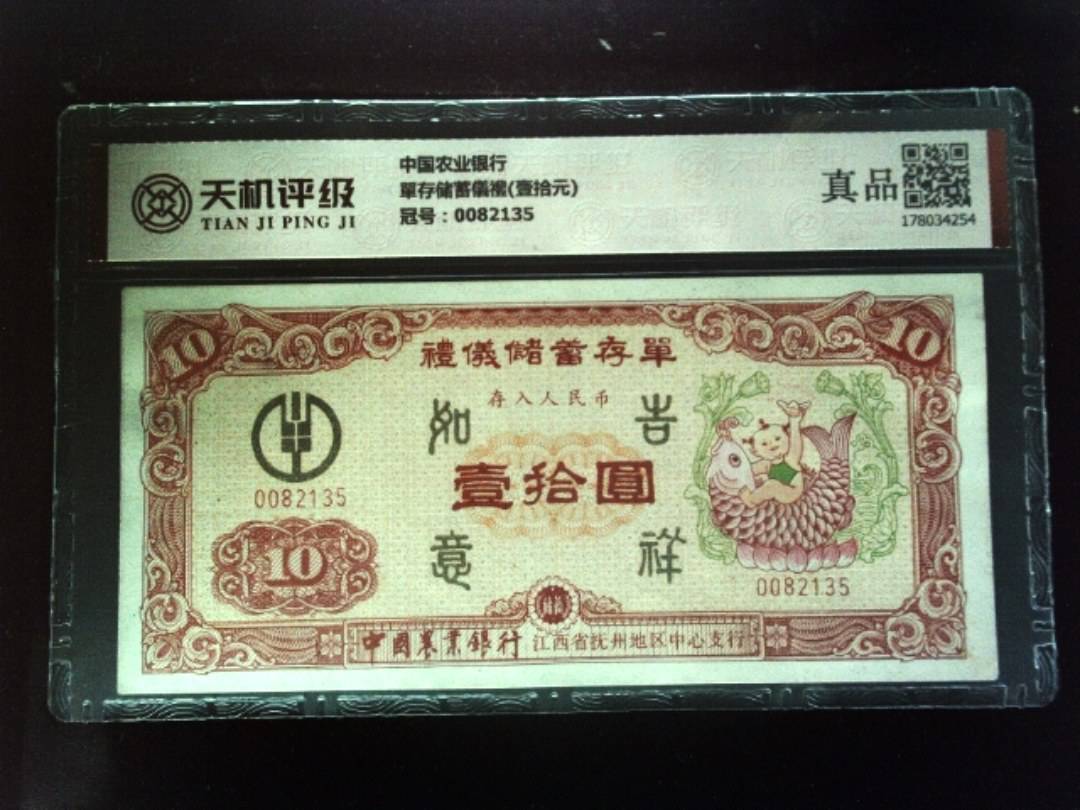 天机评级
TIAN JI PING JI
中国农业银行
單存储蓄儀禮(壹拾元)
冠号：0082135
真品
178034254
10
10
禮儀儲蓄存單
存入人民币
如 吉
壹拾圓
0082135
10
意 祥
0082135
中國農業銀行 江西省抚州地区中心支行